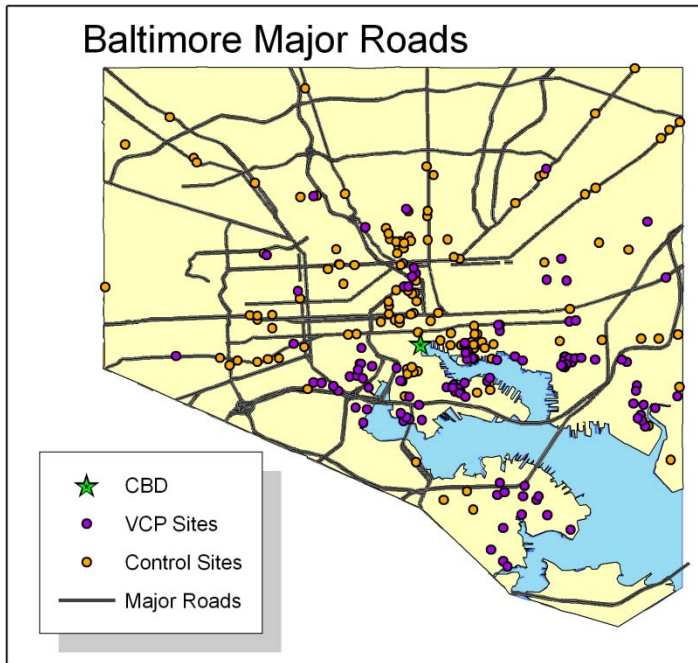 Baltimore Major Roads
CBD
VCP Sites
Control Sites
Major Roads